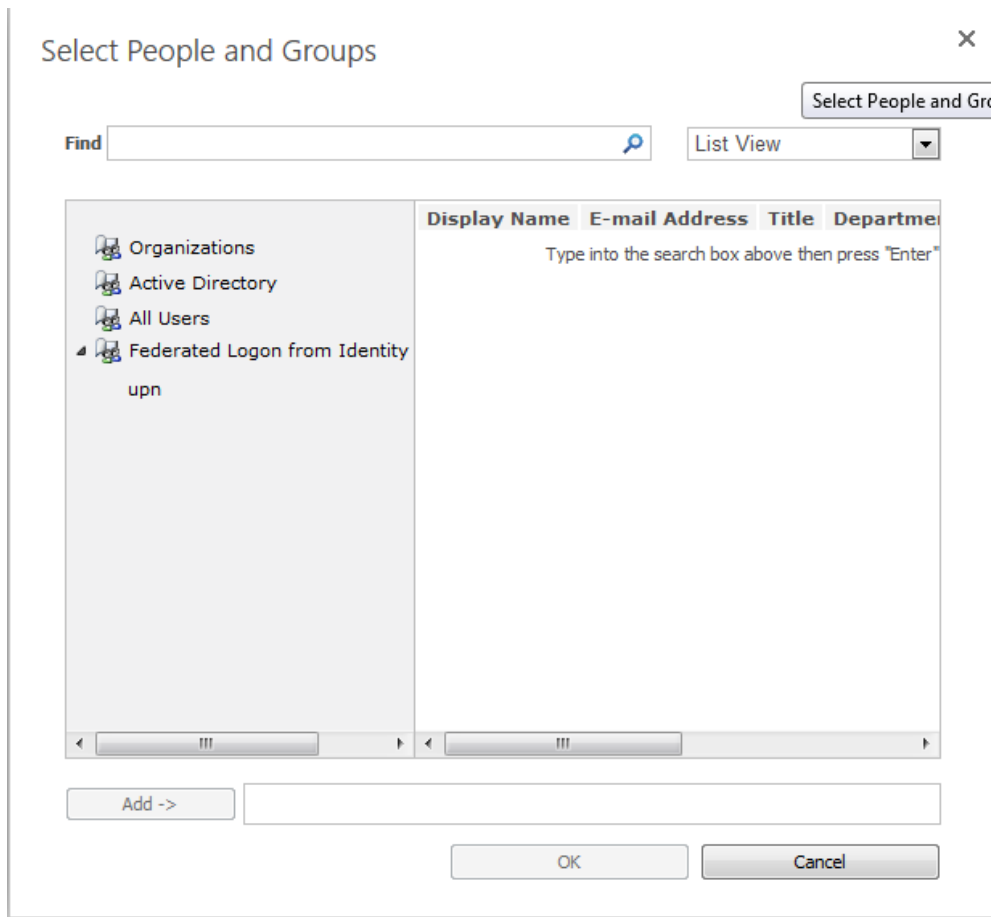 Select People and Groups
Select People and Gro
Find
List View
Display Name E-mail Address Title Departme
Type into the search box above then press "Enter"
Organizations
Active Directory
All Users
Federated Logon from Identity
upn
Add ->
OK
Cancel